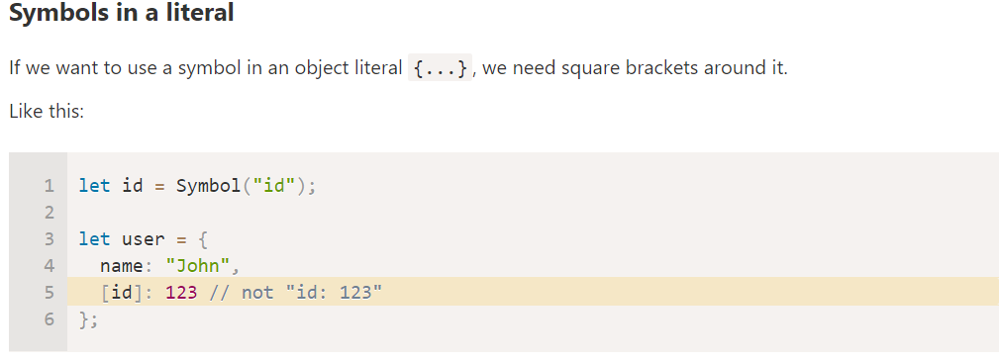 Symbols in a literal
If we want to use a symbol in an object literal {...}, we need square brackets around it.
Like this:
1 let id = Symbol("id");
2
3 let user = {
4   name: "John",
5   [id]: 123 // not "id: 123"
6 };